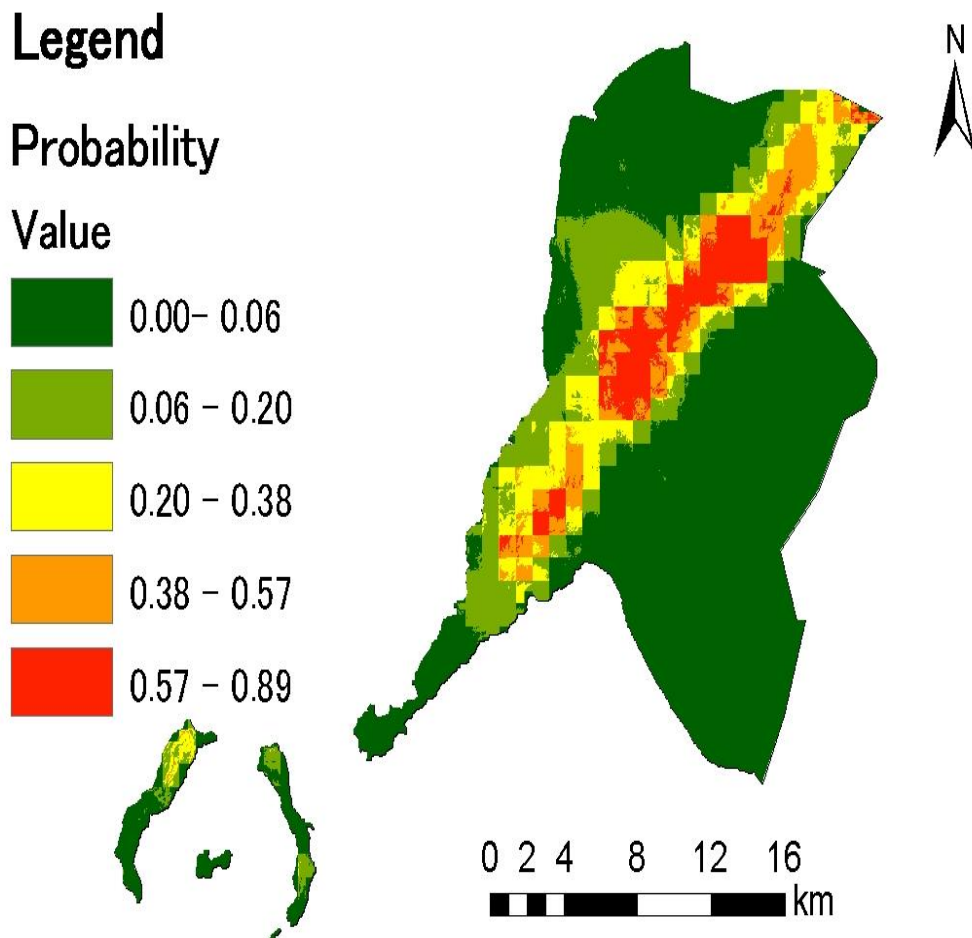 Legend
N
Probability
Value
0.00- 0.06
0.06 - 0.20
0.20 - 0.38
0.38 - 0.57
0.57 - 0.89
0 2 4 8 12 16
km